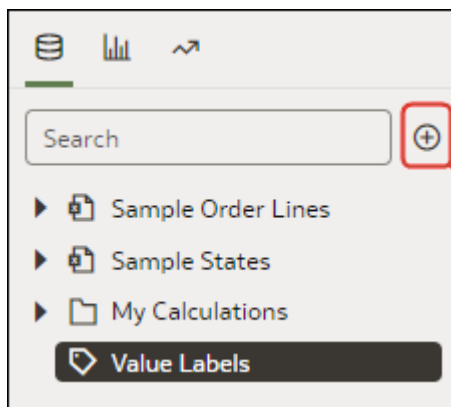 Search
Sample Order Lines
Sample States
My Calculations
Value Labels